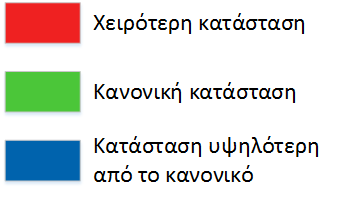 Χειρότερη κατάσταση
Κανονική κατάσταση
Κατάσταση υψηλότερη
από το κανονικό